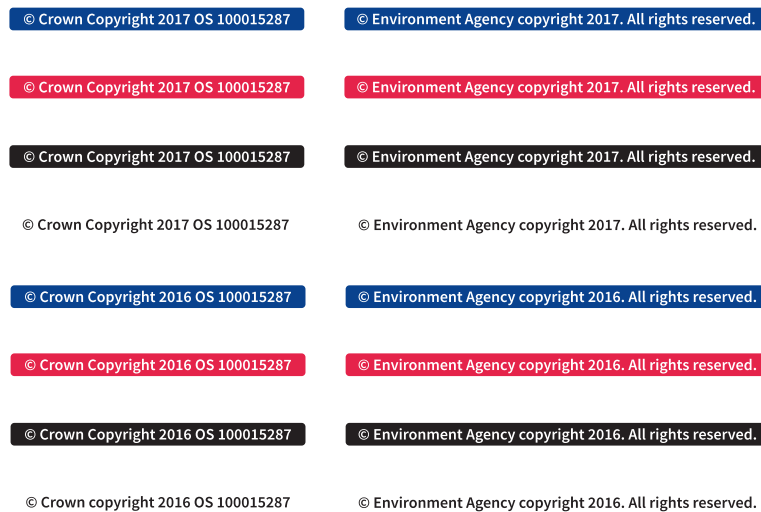 © Crown Copyright 2017 OS 100015287
© Environment Agency copyright 2017. All rights reserved.
© Crown Copyright 2017 OS 100015287
© Environment Agency copyright 2017. All rights reserved.
© Crown Copyright 2017 OS 100015287
© Environment Agency copyright 2017. All rights reserved.
© Crown Copyright 2017 OS 100015287
© Environment Agency copyright 2017. All rights reserved.
© Crown Copyright 2016 OS 100015287
© Environment Agency copyright 2016. All rights reserved.
© Crown Copyright 2016 OS 100015287
© Environment Agency copyright 2016. All rights reserved.
© Crown Copyright 2016 OS 100015287
© Environment Agency copyright 2016. All rights reserved.
© Crown copyright 2016 OS 100015287
© Environment Agency copyright 2016. All rights reserved.